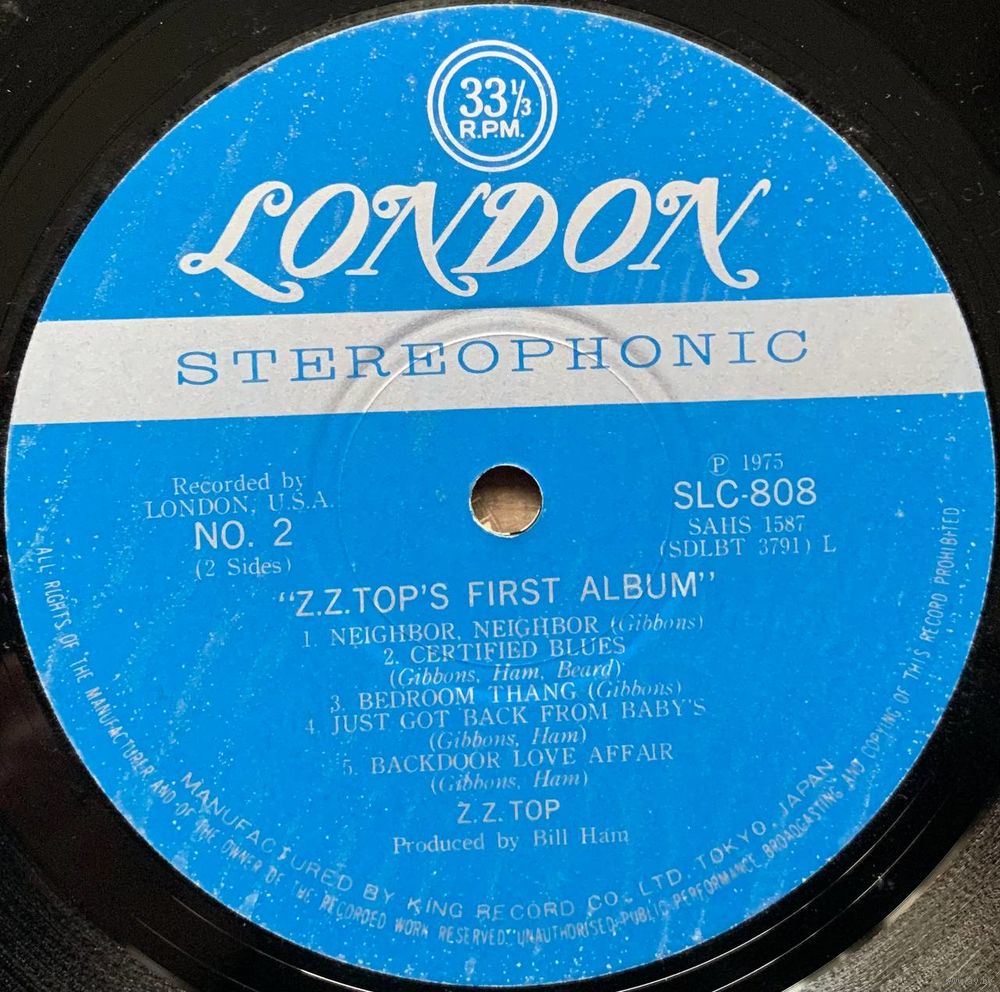 33 1/3
R.P.M.
LONDON
STEREOPHONIC
Recorded by
LONDON, U.S.A.
NO. 2
(2 Sides)
Ⓟ 1975
SLC-808
SAHS 1587
(SDLBT 3791) L
"Z.Z.TOP'S FIRST ALBUM"
1. NEIGHBOR, NEIGHBOR (Gibbons)
2. CERTIFIED BLUES
(Gibbons, Ham, Beard)
3. BEDROOM THANG (Gibbons)
4. JUST GOT BACK FROM BABY'S
(Gibbons, Ham)
5. BACKDOOR LOVE AFFAIR
(Gibbons, Ham)
Z.Z.TOP
Produced by Bill Ham
MANUFACTURED BY KING RECORD CO., LTD. TOKYO, JAPAN
ALL RIGHTS OF THE MANUFACTURER AND OF THE OWNER OF THE RECORDED WORK RESERVED. UNAUTHORISED PUBLIC PERFORMANCE, BROADCASTING AND COPYING OF THIS RECORD PROHIBITED